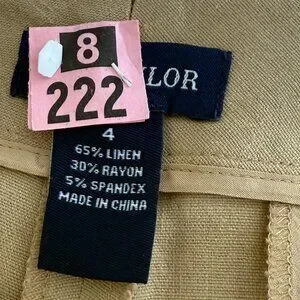 8
222
LOR
4
65% LINEN
30% RAYON
5% SPANDEX
MADE IN CHINA